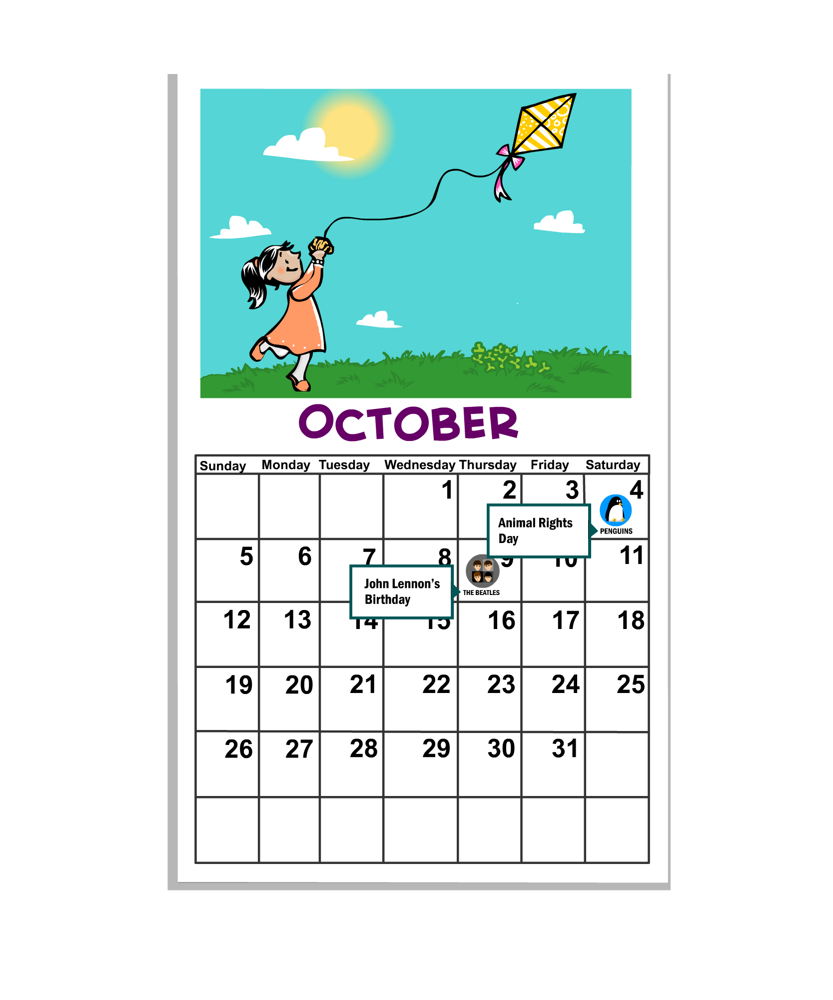 OCTOBER
Sunday Monday Tuesday Wednesday Thursday Friday Saturday
1 2 3 4
Animal Rights
Day
PENGUINS
5 6 7 8 9 10 11
John Lennon's
Birthday
THE BEATLES
12 13 14 15 16 17 18
19 20 21 22 23 24 25
26 27 28 29 30 31